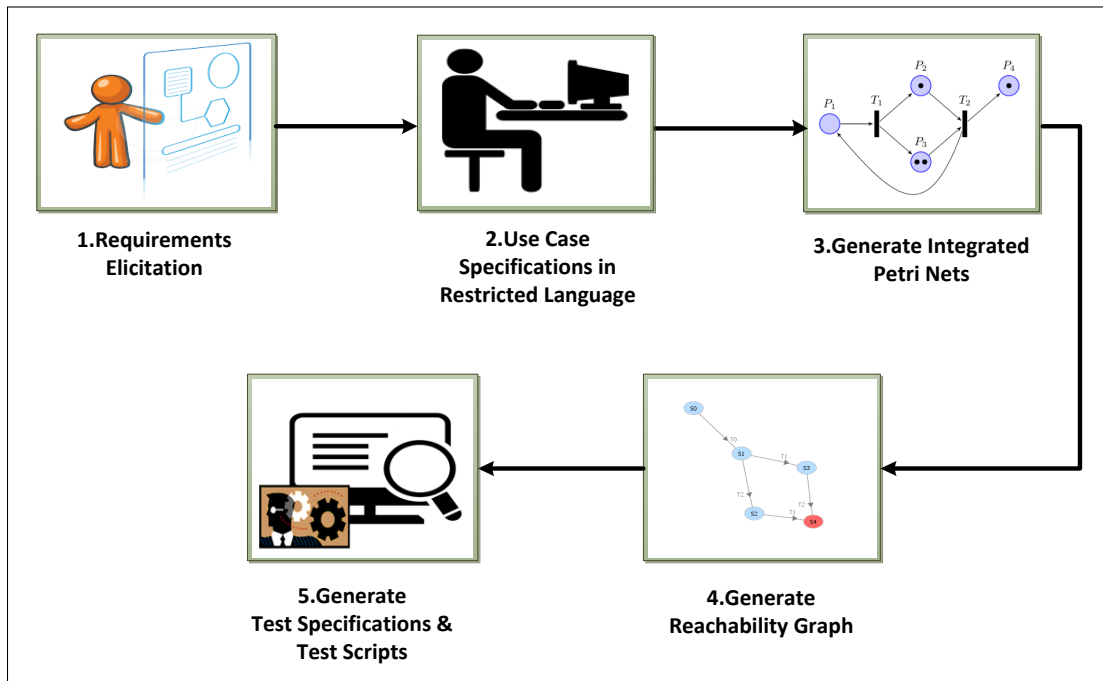 P1
T1
P2
P3
T2
P4
1.Requirements
Elicitation
2.Use Case
Specifications in
Restricted Language
3.Generate Integrated
Petri Nets
S0
T0
S1
T1
S3
T2
T2
S2
T1
S4
5.Generate
Test Specifications &
Test Scripts
4.Generate
Reachability Graph